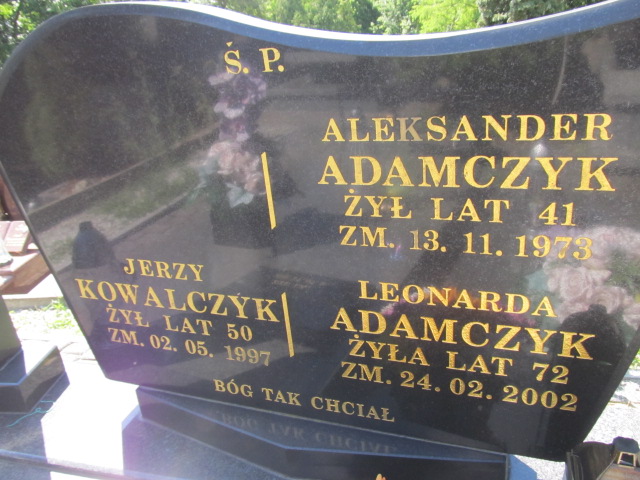 Ś. P.
ALEKSANDER
ADAMCZYK
ŻYŁ LAT 41
ZM. 13. 11. 1973
JERZY
KOWALCZYK
ŻYŁ LAT 50
ZM. 02. 05. 1997
LEONARDA
ADAMCZYK
ŻYŁA LAT 72
ZM. 24. 02. 2002
BÓG TAK CHCIAŁ